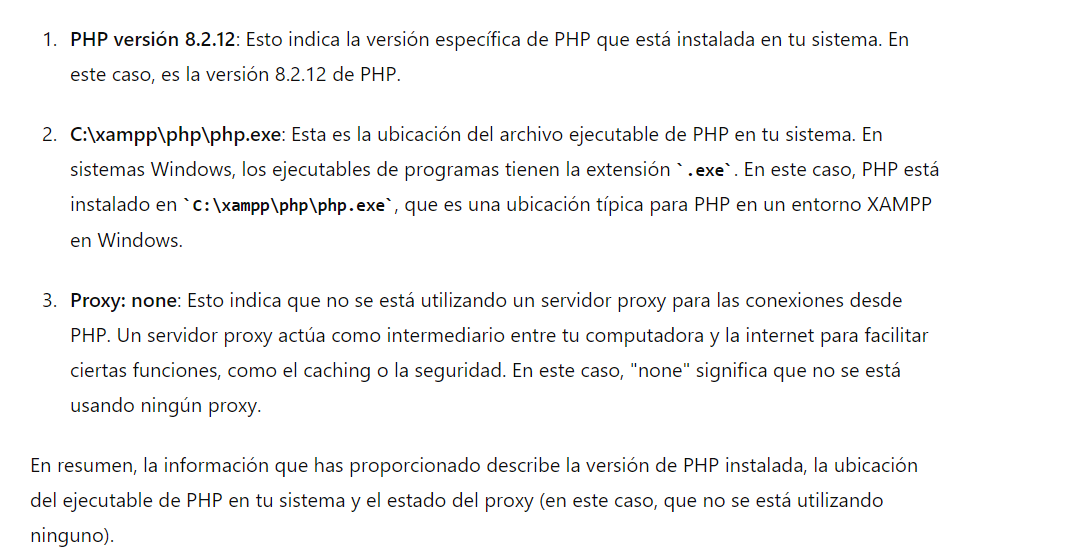 1. PHP versión 8.2.12: Esto indica la versión específica de PHP que está instalada en tu sistema. En
este caso, es la versión 8.2.12 de PHP.
2. C:\xampp\php\php.exe: Esta es la ubicación del archivo ejecutable de PHP en tu sistema. En
sistemas Windows, los ejecutables de programas tienen la extensión `.exe`. En este caso, PHP está
instalado en `C:\xampp\php\php.exe`, que es una ubicación típica para PHP en un entorno XAMPP
en Windows.
3. Proxy: none: Esto indica que no se está utilizando un servidor proxy para las conexiones desde
PHP. Un servidor proxy actúa como intermediario entre tu computadora y la internet para facilitar
ciertas funciones, como el caching o la seguridad. En este caso, "none" significa que no se está
usando ningún proxy.
En resumen, la información que has proporcionado describe la versión de PHP instalada, la ubicación
del ejecutable de PHP en tu sistema y el estado del proxy (en este caso, que no se está utilizando
ninguno).